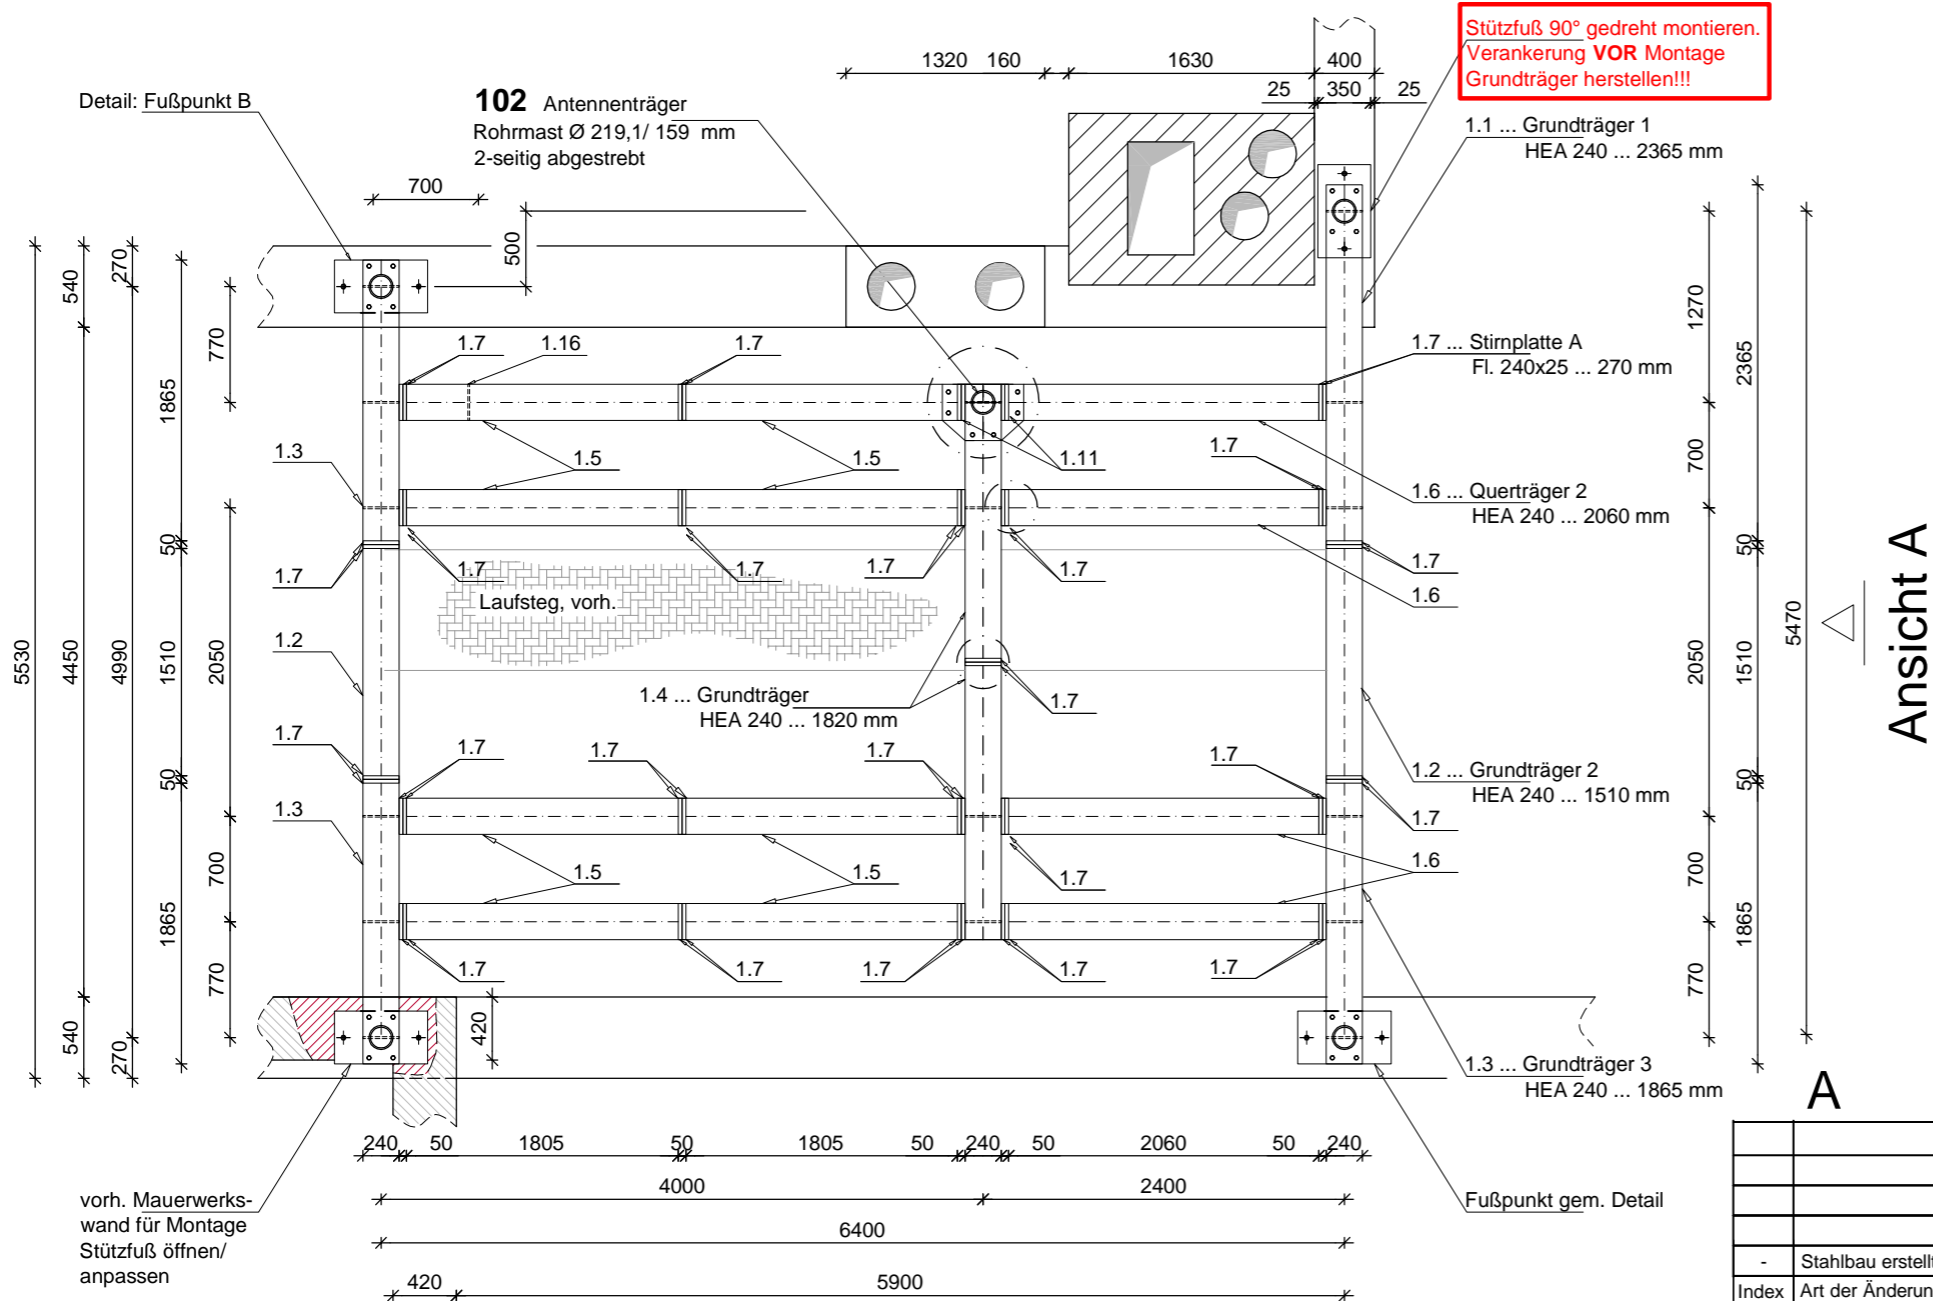 Stützfuß 90° gedreht montieren.
Verankerung VOR Montage
Grundträger herstellen!!!
1320 160 1630 400
25 350 25
Detail: Fußpunkt B
102 Antennenträger
Rohrmast Ø 219,1/ 159 mm
2-seitig abgestrebt
1.1 ... Grundträger 1
HEA 240 ... 2365 mm
700
500
270
540
770
1865
5530
4450
4990
1510
2050
50
50
700
1865
770
540
270
420
1.7 1.16 1.7
1.7 ... Stirnplatte A
Fl. 240x25 ... 270 mm
1.3
1.5 1.5 1.11 1.7
1.6 ... Querträger 2
HEA 240 ... 2060 mm
1.7 1.7 1.7 1.7 1.7 1.7
1.6
Laufsteg, vorh.
1.2
1.4 ... Grundträger
HEA 240 ... 1820 mm
1.7
1.7 1.7 1.7 1.7 1.7
1.2 ... Grundträger 2
HEA 240 ... 1510 mm
1.7
1.3
1.5 1.5 1.7 1.6
1.7 1.7 1.7 1.7 1.7
1.3 ... Grundträger 3
HEA 240 ... 1865 mm
1270
2365
700
50
2050
1510
5470
50
700
1865
770
Ansicht A
A
240 50 1805 50 1805 50 240 50 2060 50 240
4000 2400
6400
420 5900
vorh. Mauerwerks-
wand für Montage
Stützfuß öffnen/
anpassen
Fußpunkt gem. Detail
- Stahlbau erstellt
Index Art der Änderun